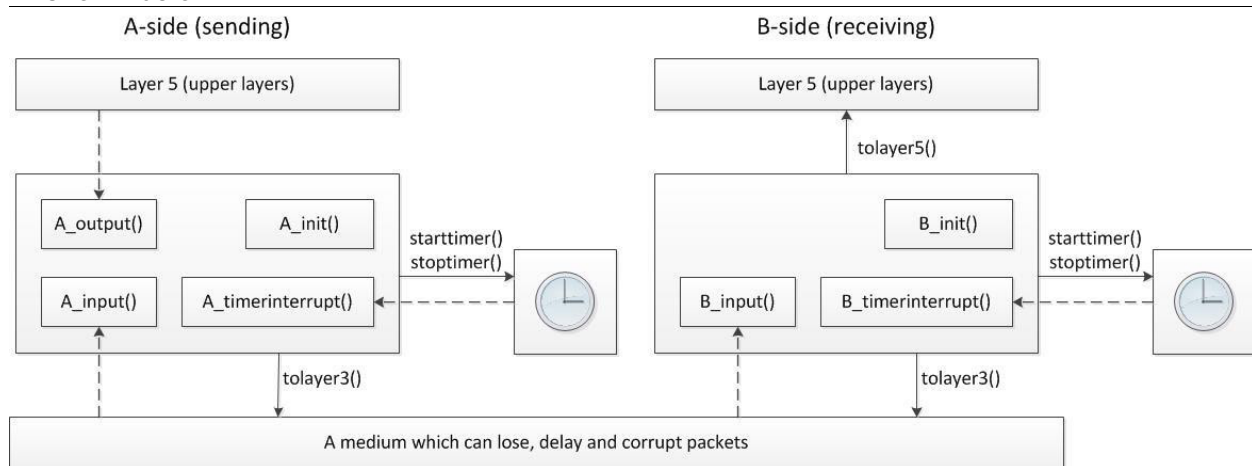 A-side (sending)
B-side (receiving)
Layer 5 (upper layers)
Layer 5 (upper layers)
tolayer5()
A_output()
A_init()
B_init()
starttimer()
stoptimer()
starttimer()
stoptimer()
A_input()
A_timerinterrupt()
B_input()
B_timerinterrupt()
tolayer3()
tolayer3()
A medium which can lose, delay and corrupt packets